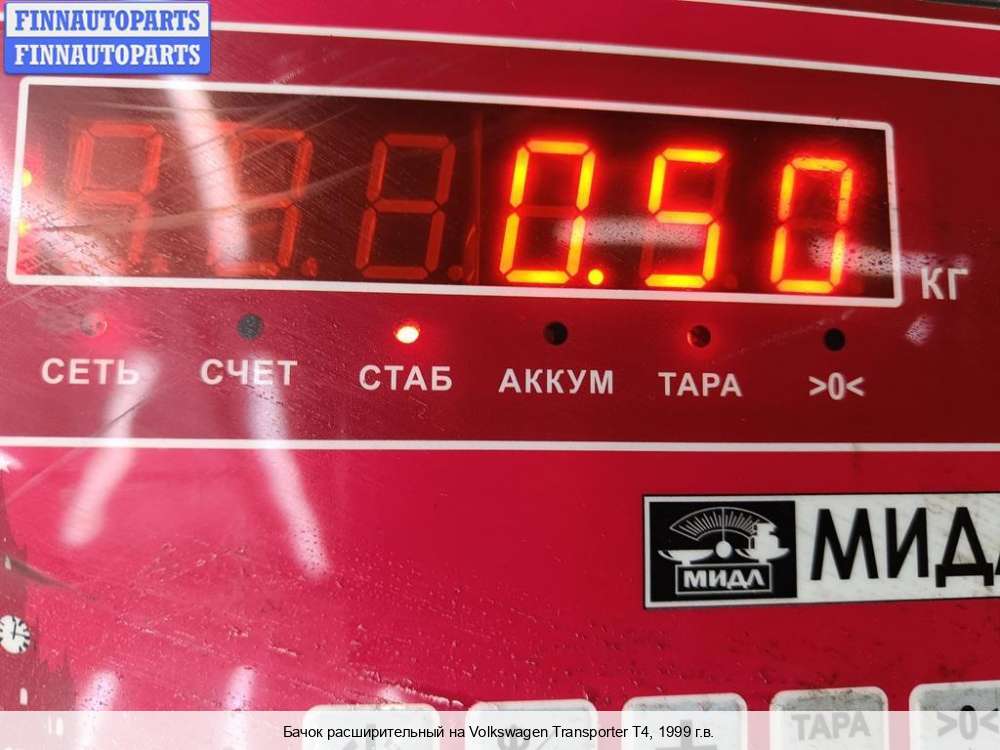 FINNAUTOPARTS
FINNAUTOPARTS
0.50
КГ
СЕТЬ СЧЕТ СТАБ АККУМ ТАРА >0<
МИДЛ
ТАРА >0<
Бачок расширительный на Volkswagen Transporter T4, 1999 г.в.